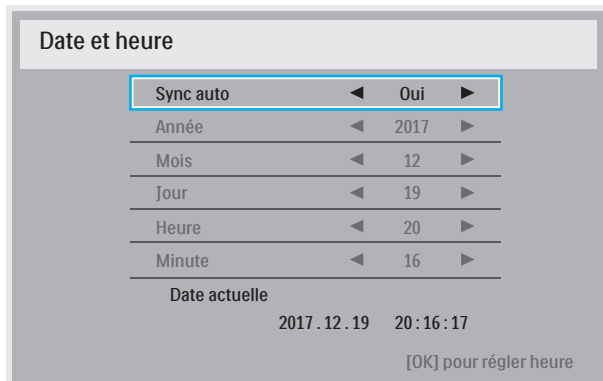 Date et heure
Sync auto ◄ Oui ►
Année ◄ 2017 ►
Mois ◄ 12 ►
Jour ◄ 19 ►
Heure ◄ 20 ►
Minute ◄ 16 ►
Date actuelle
2017 . 12 . 19 20 : 16 : 17
[OK] pour régler heure